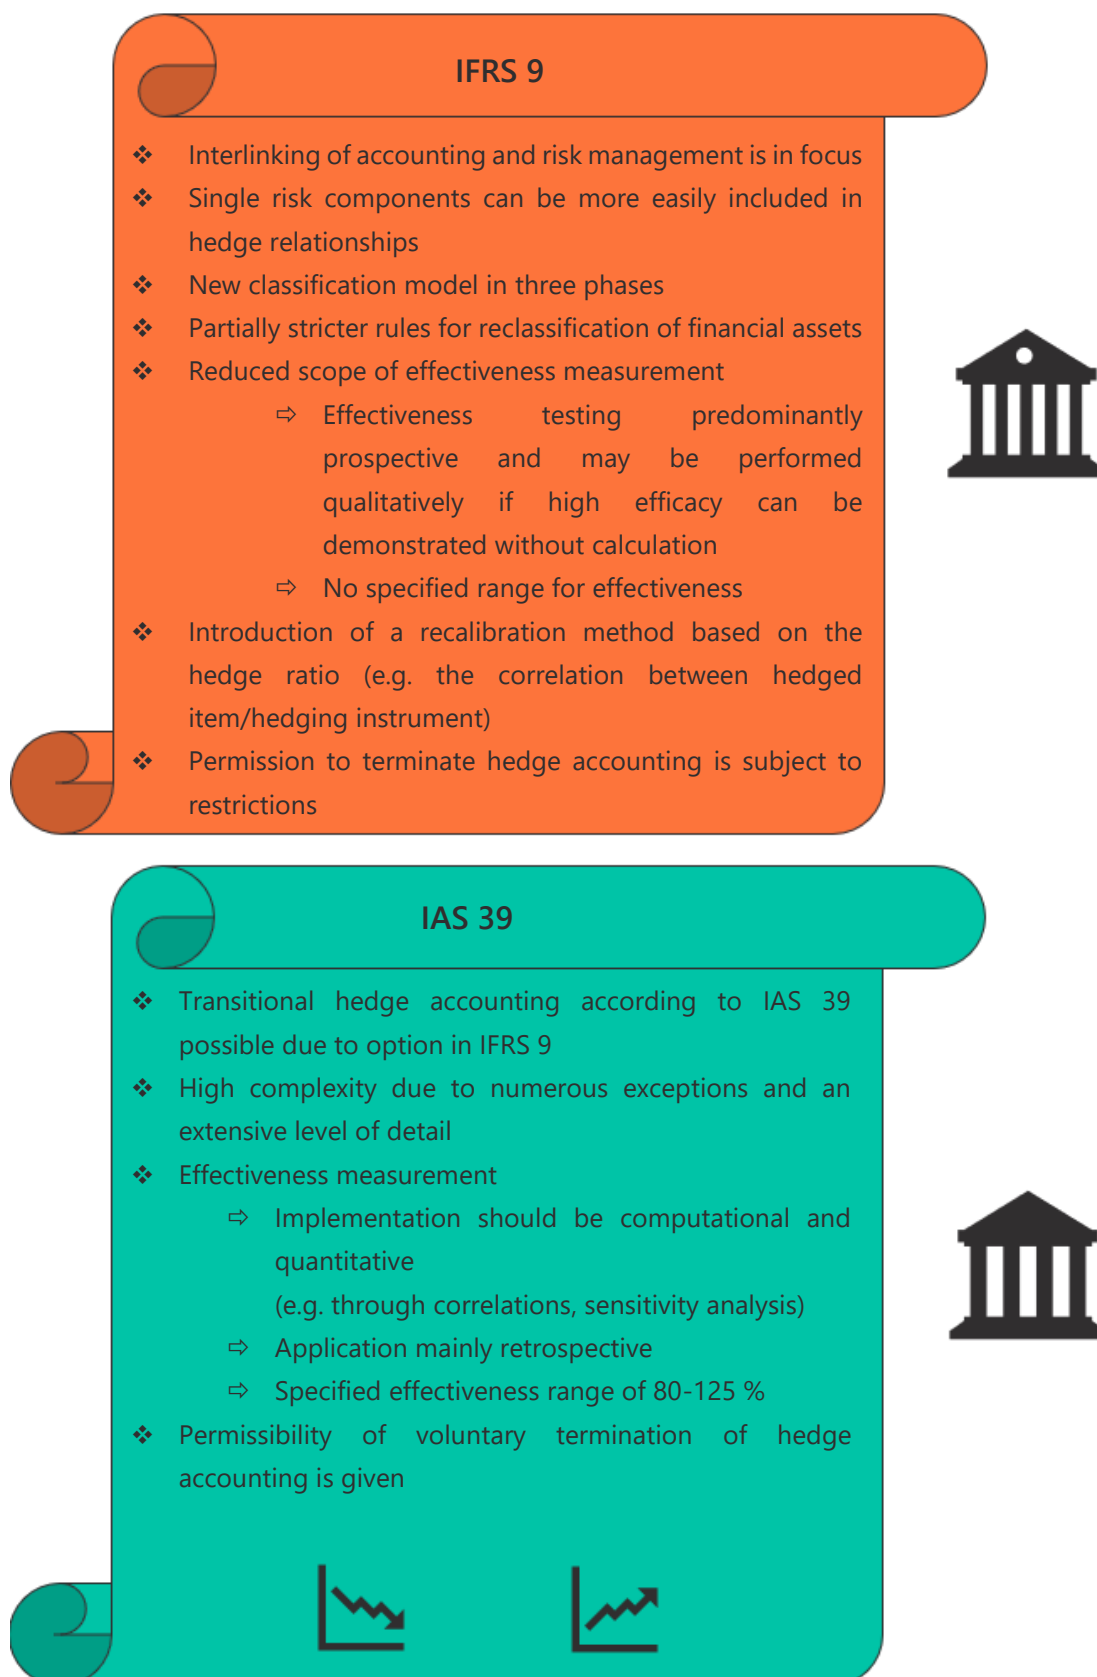 IFRS 9
❖ Interlinking of accounting and risk management is in focus
❖ Single risk components can be more easily included in
hedge relationships
❖ New classification model in three phases
❖ Partially stricter rules for reclassification of financial assets
❖ Reduced scope of effectiveness measurement
⇨ Effectiveness testing predominantly
prospective and may be performed
qualitatively if high efficacy can be
demonstrated without calculation
⇨ No specified range for effectiveness
❖ Introduction of a recalibration method based on the
hedge ratio (e.g. the correlation between hedged
item/hedging instrument)
❖ Permission to terminate hedge accounting is subject to
restrictions
IAS 39
❖ Transitional hedge accounting according to IAS 39
possible due to option in IFRS 9
❖ High complexity due to numerous exceptions and an
extensive level of detail
❖ Effectiveness measurement
⇨ Implementation should be computational and
quantitative
(e.g. through correlations, sensitivity analysis)
⇨ Application mainly retrospective
⇨ Specified effectiveness range of 80-125 %
❖ Permissibility of voluntary termination of hedge
accounting is given